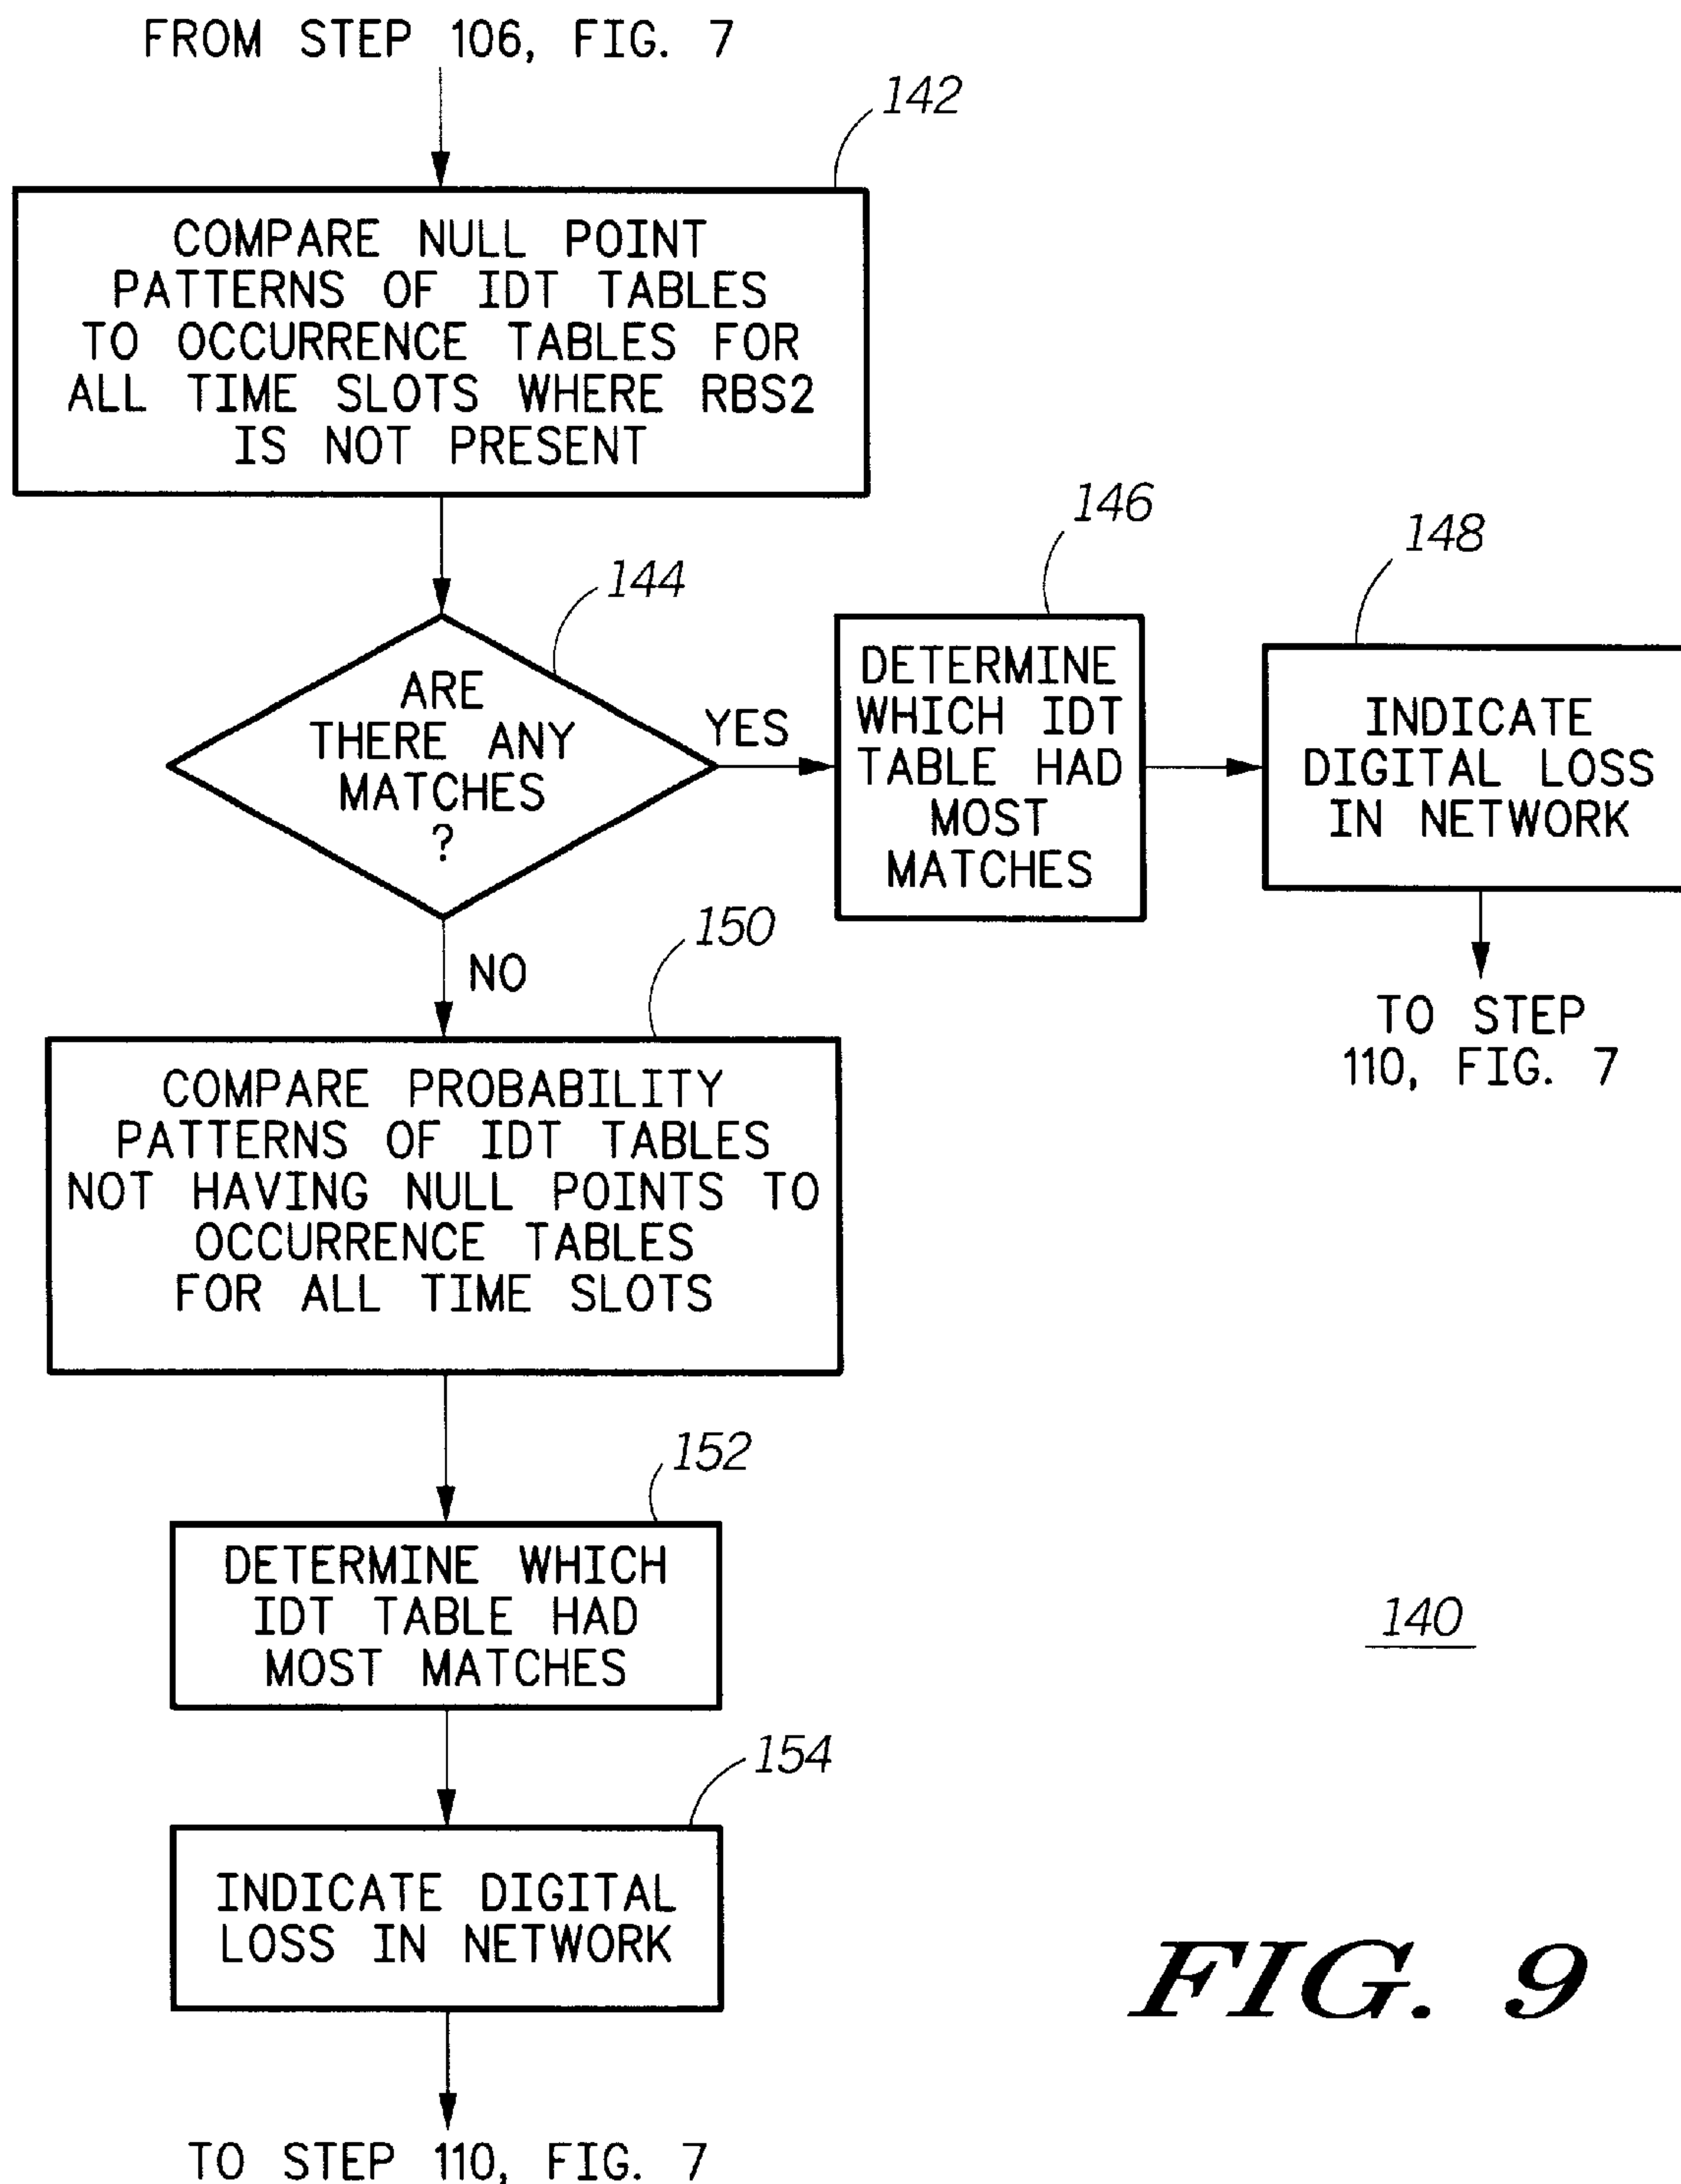 FROM STEP 106, FIG. 7
142
COMPARE NULL POINT
PATTERNS OF IDT TABLES
TO OCCURRENCE TABLES FOR
ALL TIME SLOTS WHERE RBS2
IS NOT PRESENT
144
ARE
THERE ANY
MATCHES
?
YES
146
DETERMINE
WHICH IDT
TABLE HAD
MOST
MATCHES
148
INDICATE
DIGITAL LOSS
IN NETWORK
TO STEP
110, FIG. 7
NO
150
COMPARE PROBABILITY
PATTERNS OF IDT TABLES
NOT HAVING NULL POINTS TO
OCCURRENCE TABLES
FOR ALL TIME SLOTS
152
DETERMINE WHICH
IDT TABLE HAD
MOST MATCHES
154
INDICATE DIGITAL
LOSS IN NETWORK
TO STEP 110, FIG. 7
140
FIG. 9